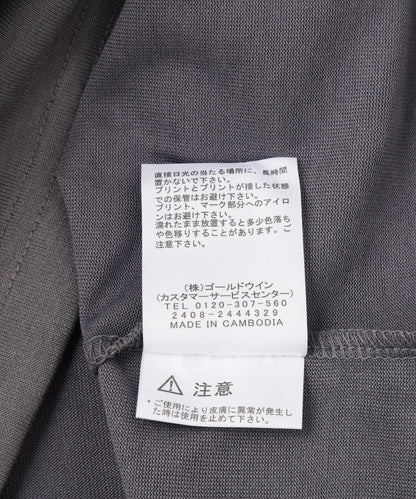 直接日光の当たる場所に、長時間
置かないで下さい。
プリントとプリントが接した状態
での保管はお避け下さい。
プリント、マーク部分へのアイロ
ンはお避け下さい。
濡れたまま放置すると多少色落ち
や色移りすることがあります。ご
注意下さい。
(株)ゴールドウイン
(カスタマーサービスセンター)
TEL 0120-307-560
2408-2444329
MADE IN CAMBODIA
注意
・ご使用により皮膚に異常が発生し
た時は使用を止めて下さい。